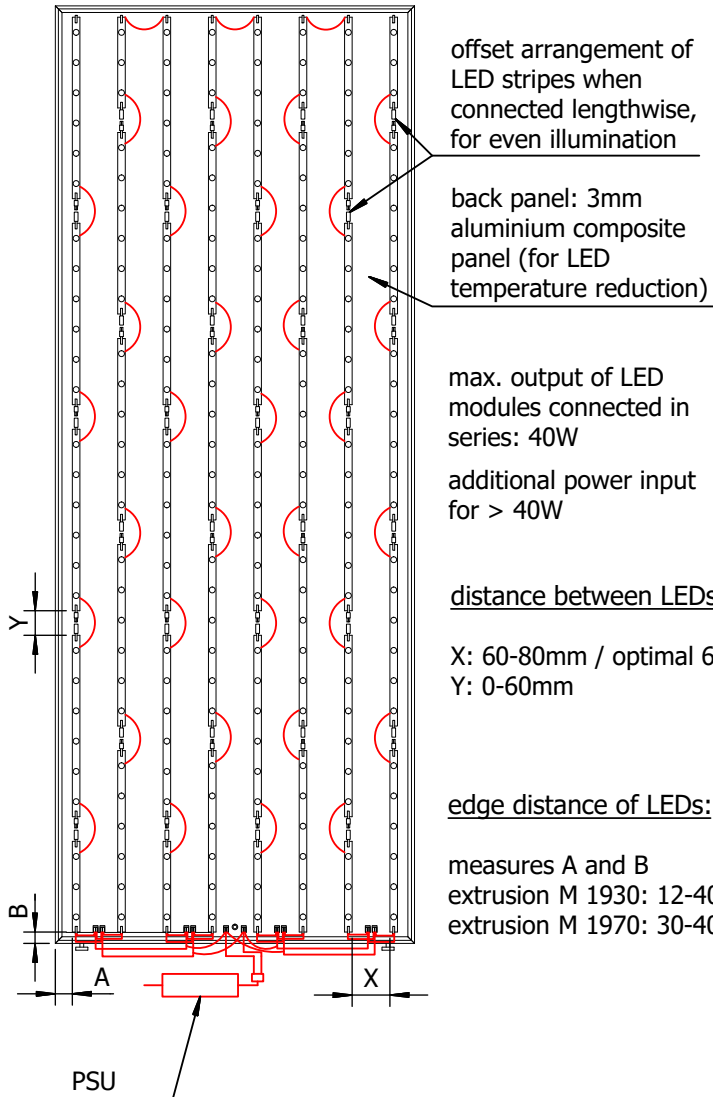 offset arrangement of
LED stripes when
connected lengthwise,
for even illumination
back panel: 3mm
aluminium composite
panel (for LED
temperature reduction)
max. output of LED
modules connected in
series: 40W
additional power input
for > 40W
distance between LEDs
X: 60-80mm / optimal 6
Y: 0-60mm
edge distance of LEDs:
measures A and B
extrusion M 1930: 12-40
extrusion M 1970: 30-40
Y
B
A
X
PSU